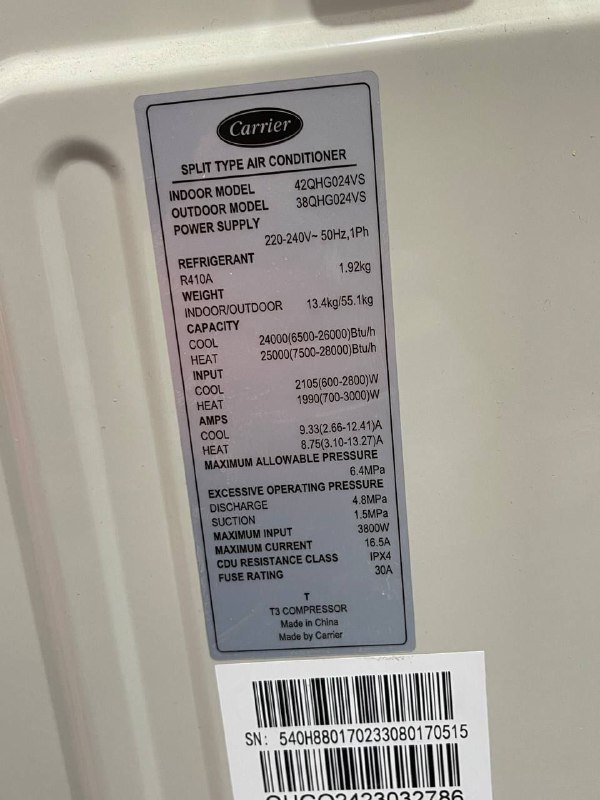 Carrier
SPLIT TYPE AIR CONDITIONER
INDOOR MODEL 42QHG024VS
OUTDOOR MODEL 38QHG024VS
POWER SUPPLY
220-240V~ 50Hz,1Ph
REFRIGERANT
R410A 1.92kg
WEIGHT
INDOOR/OUTDOOR 13.4kg/55.1kg
CAPACITY
COOL 24000(6500-26000)Btu/h
HEAT 25000(7500-28000)Btu/h
INPUT
COOL 2105(600-2800)W
HEAT 1990(700-3000)W
AMPS
COOL 9.33(2.66-12.41)A
HEAT 8.75(3.10-13.27)A
MAXIMUM ALLOWABLE PRESSURE
6.4MPa
EXCESSIVE OPERATING PRESSURE
DISCHARGE 4.8MPa
SUCTION 1.5MPa
MAXIMUM INPUT 3800W
MAXIMUM CURRENT 16.5A
CDU RESISTANCE CLASS IPX4
FUSE RATING 30A
T
T3 COMPRESSOR
Made in China
Made by Carrier
SN: 540H880170233080170515